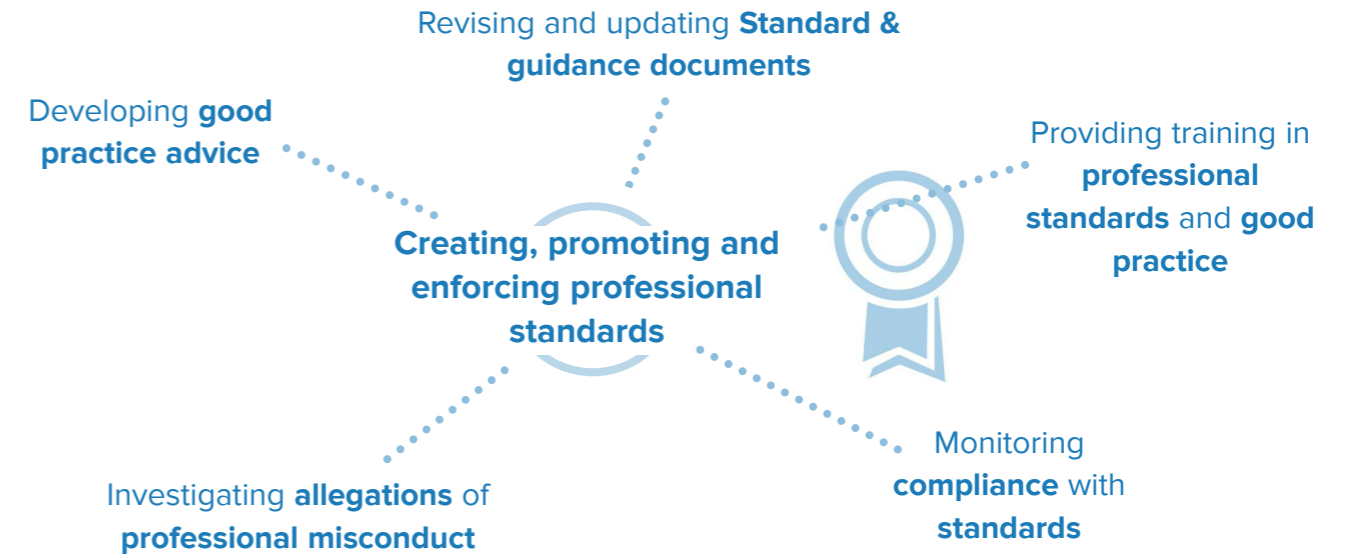 Revising and updating Standard &
guidance documents
Developing good
practice advice
Providing training in
professional
standards and good
practice
Creating, promoting and
enforcing professional
standards
Monitoring
compliance with
standards
Investigating allegations of
professional misconduct